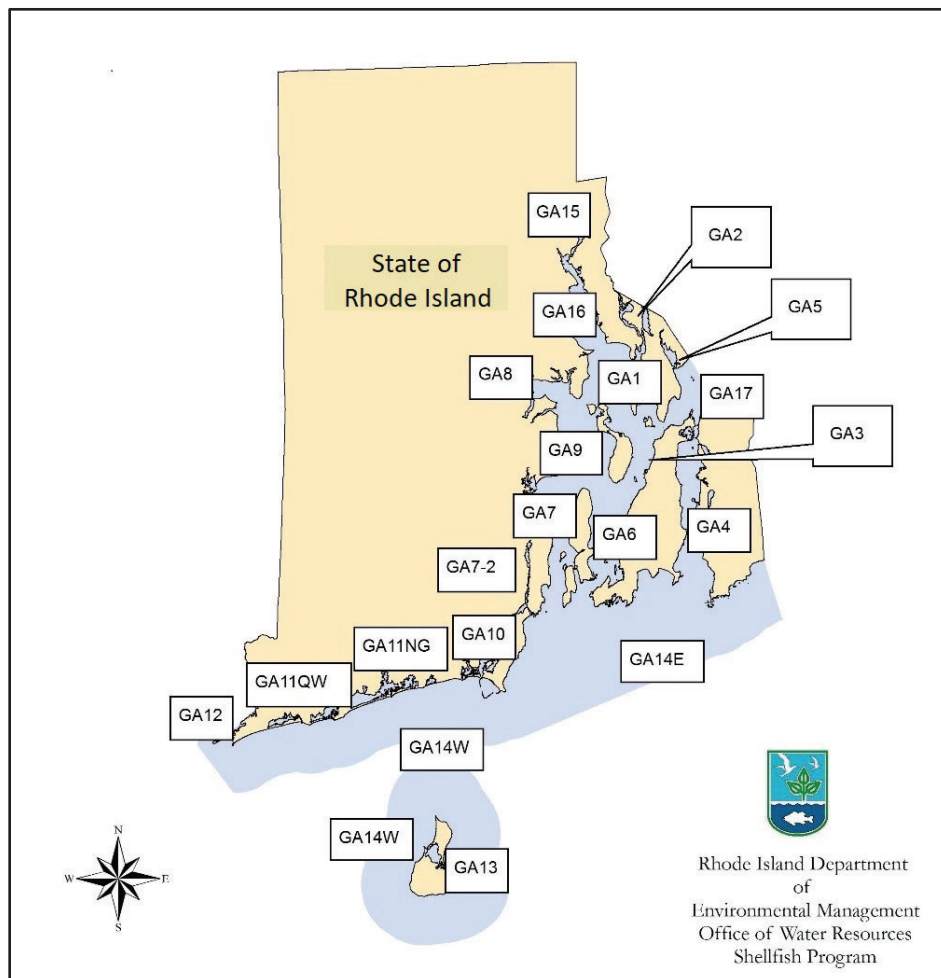 GA15
GA2
State of
Rhode Island
GA16
GA5
GA8
GA1
GA17
GA3
GA9
GA7
GA6
GA4
GA7-2
GA10
GA11NG
GA14E
GA11QW
GA12
GA14W
GA14W
GA13
N
W
E
S
Rhode Island Department
of
Environmental Management
Office of Water Resources
Shellfish Program